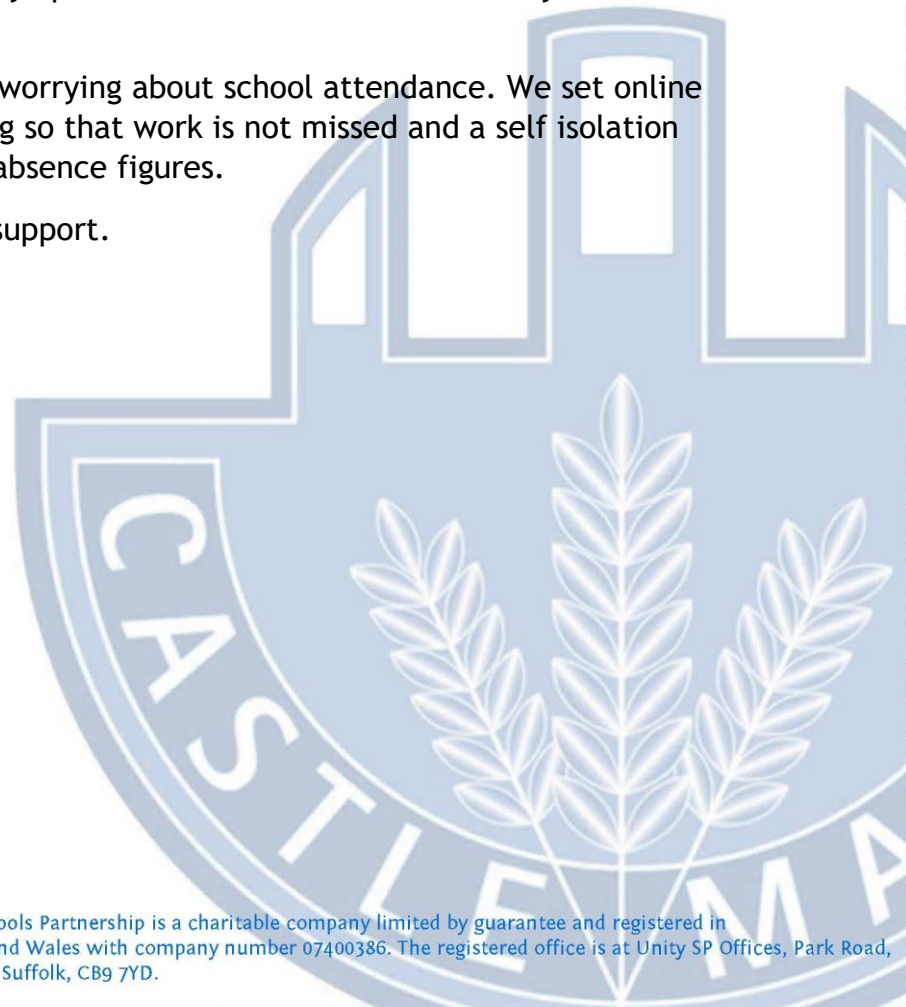 worrying about school attendance. We set online
so that work is not missed and a self isolation
absence figures.
support.
CASTLE MA
ools Partnership is a charitable company limited by guarantee and registered in
nd Wales with company number 07400386. The registered office is at Unity SP Offices, Park Road,
Suffolk, CB9 7YD.